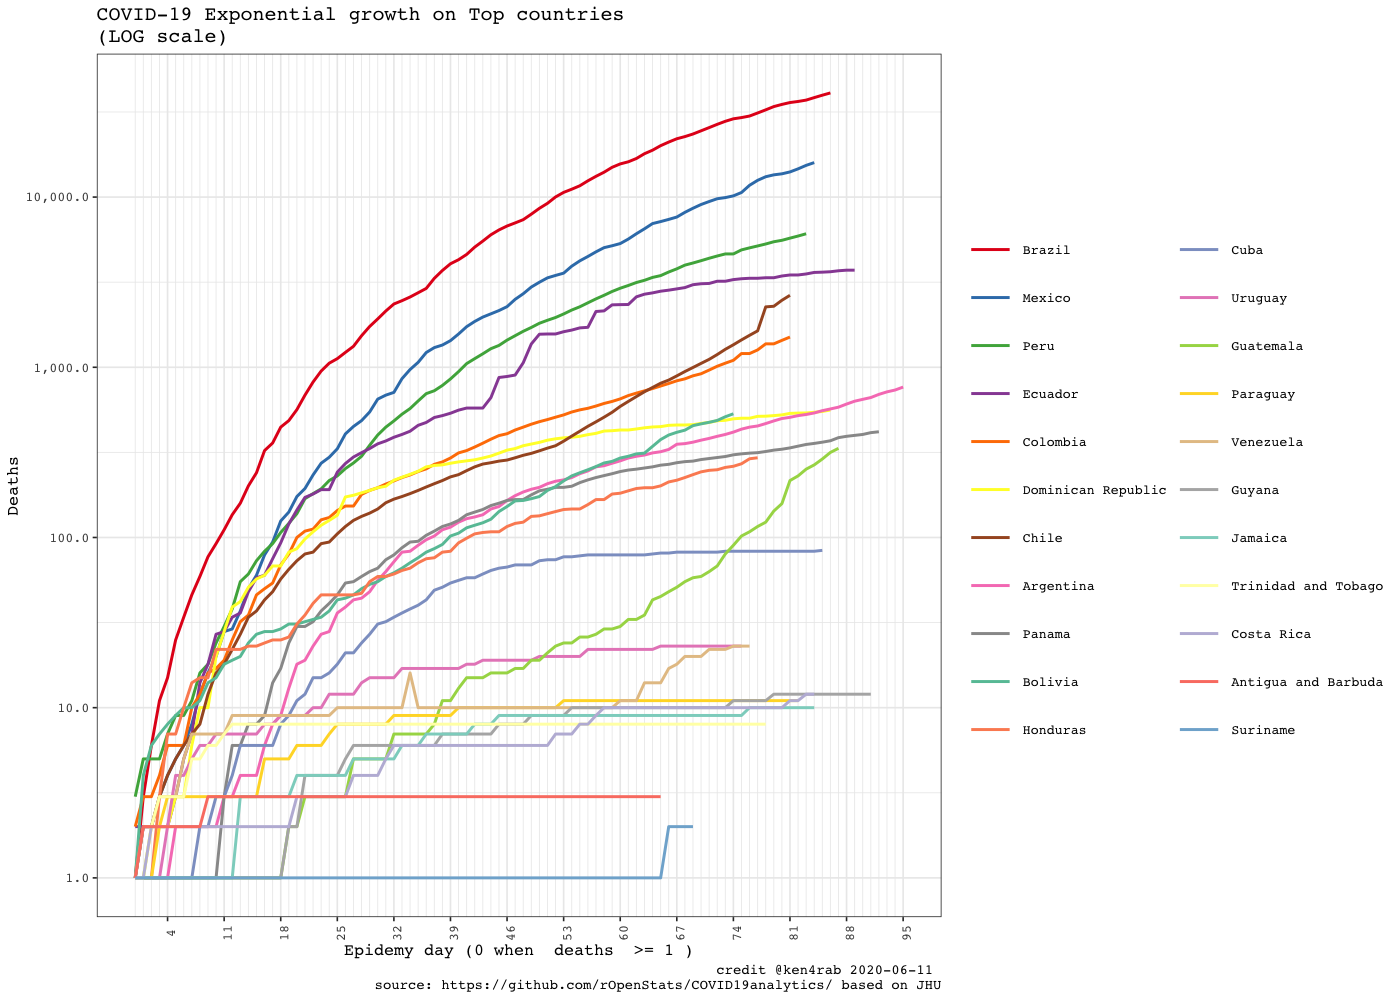 COVID-19 Exponential growth on Top countries
(LOG scale)
Deaths
10,000.0
1,000.0
100.0
10.0
1.0
4 11 18 25 32 39 46 53 60 67 74 81 88 95
Epidemy day (0 when  deaths  >= 1 )
Brazil
Mexico
Peru
Ecuador
Colombia
Dominican Republic
Chile
Argentina
Panama
Bolivia
Honduras
Cuba
Uruguay
Guatemala
Paraguay
Venezuela
Guyana
Jamaica
Trinidad and Tobago
Costa Rica
Antigua and Barbuda
Suriname
credit @ken4rab 2020-06-11
source: https://github.com/rOpenStats/COVID19analytics/ based on JHU